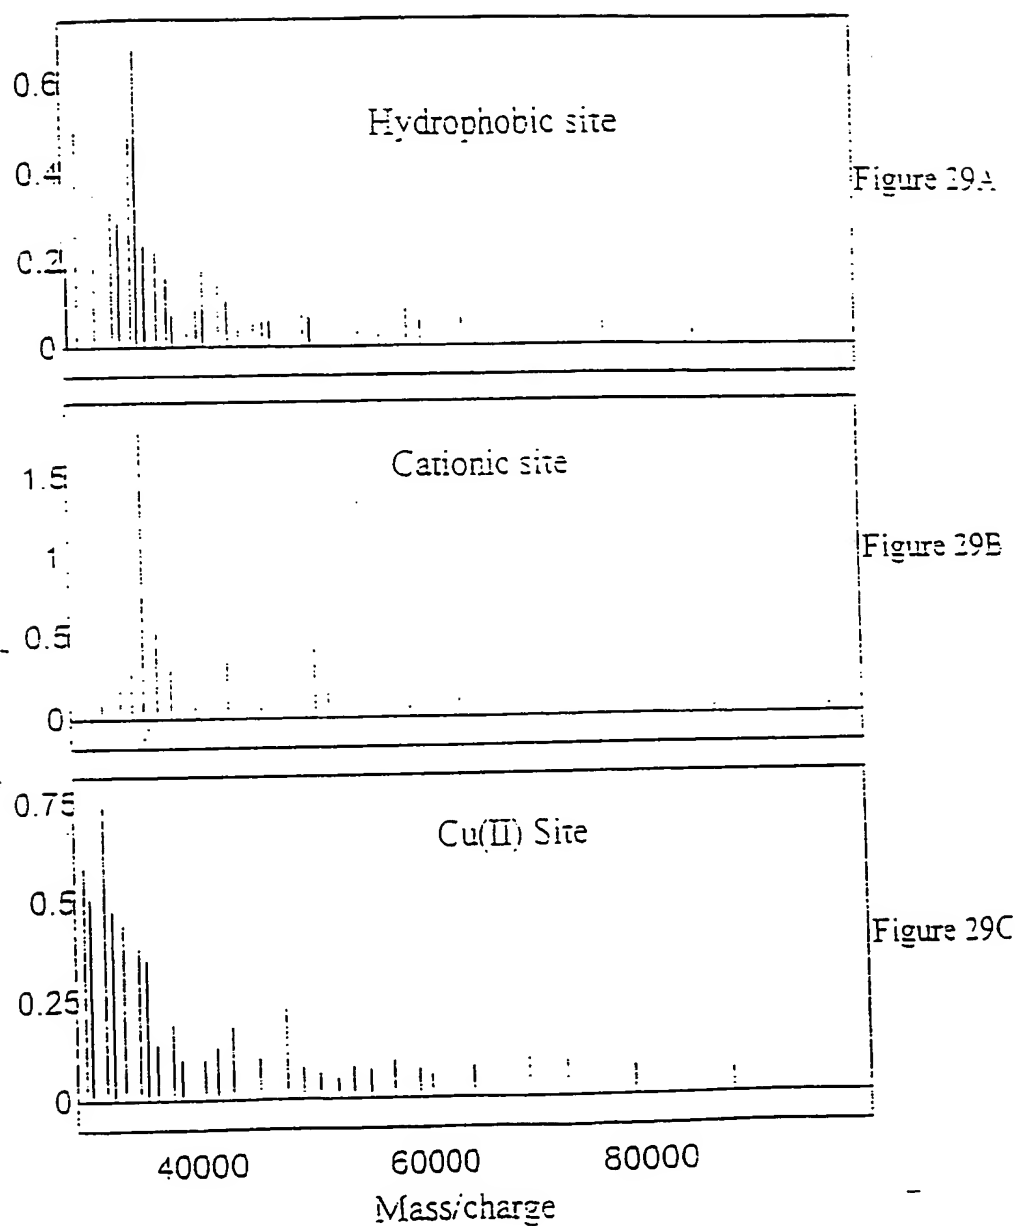 0.6
Hydrophobic site
0.4
Figure 29A
0.2
0
Cationic site
1.5
1
Figure 29B
0.5
0
0.75
Cu(II) Site
0.5
Figure 29C
0.25
0
40000 60000 80000
Mass/charge